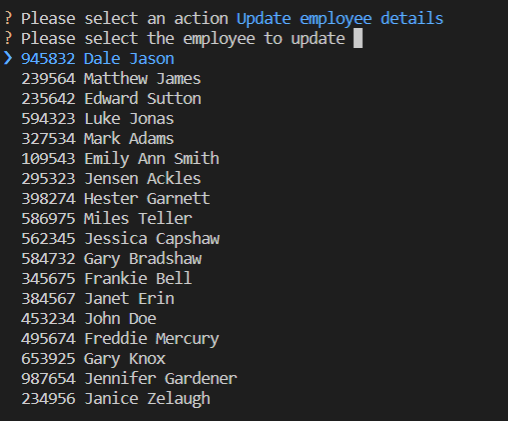 ? Please select an action Update employee details
? Please select the employee to update
❯ 945832 Dale Jason
239564 Matthew James
235642 Edward Sutton
594323 Luke Jonas
327534 Mark Adams
109543 Emily Ann Smith
295323 Jensen Ackles
398274 Hester Garnett
586975 Miles Teller
562345 Jessica Capshaw
584732 Gary Bradshaw
345675 Frankie Bell
384567 Janet Erin
453234 John Doe
495674 Freddie Mercury
653925 Gary Knox
987654 Jennifer Gardener
234956 Janice Zelaugh